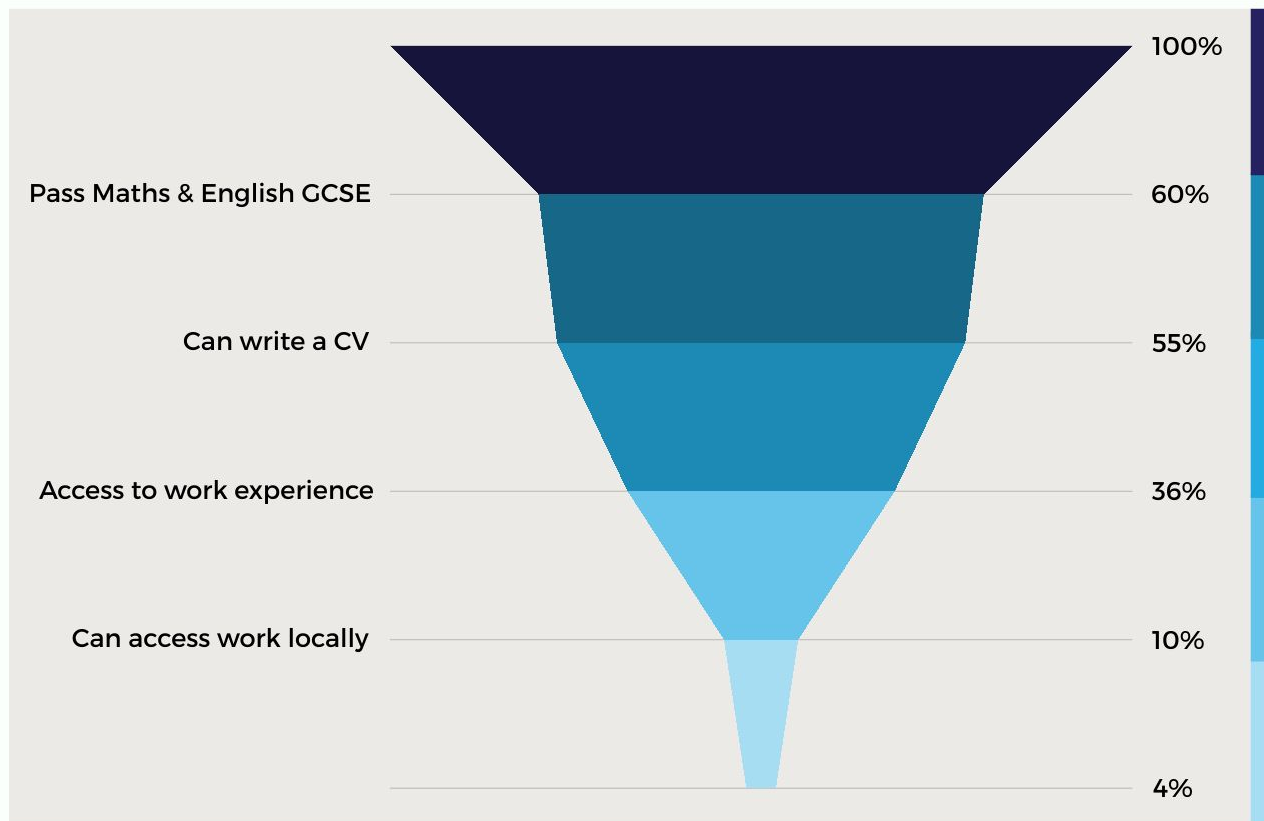 100%
Pass Maths & English GCSE 60%
Can write a CV 55%
Access to work experience 36%
Can access work locally 10%
4%